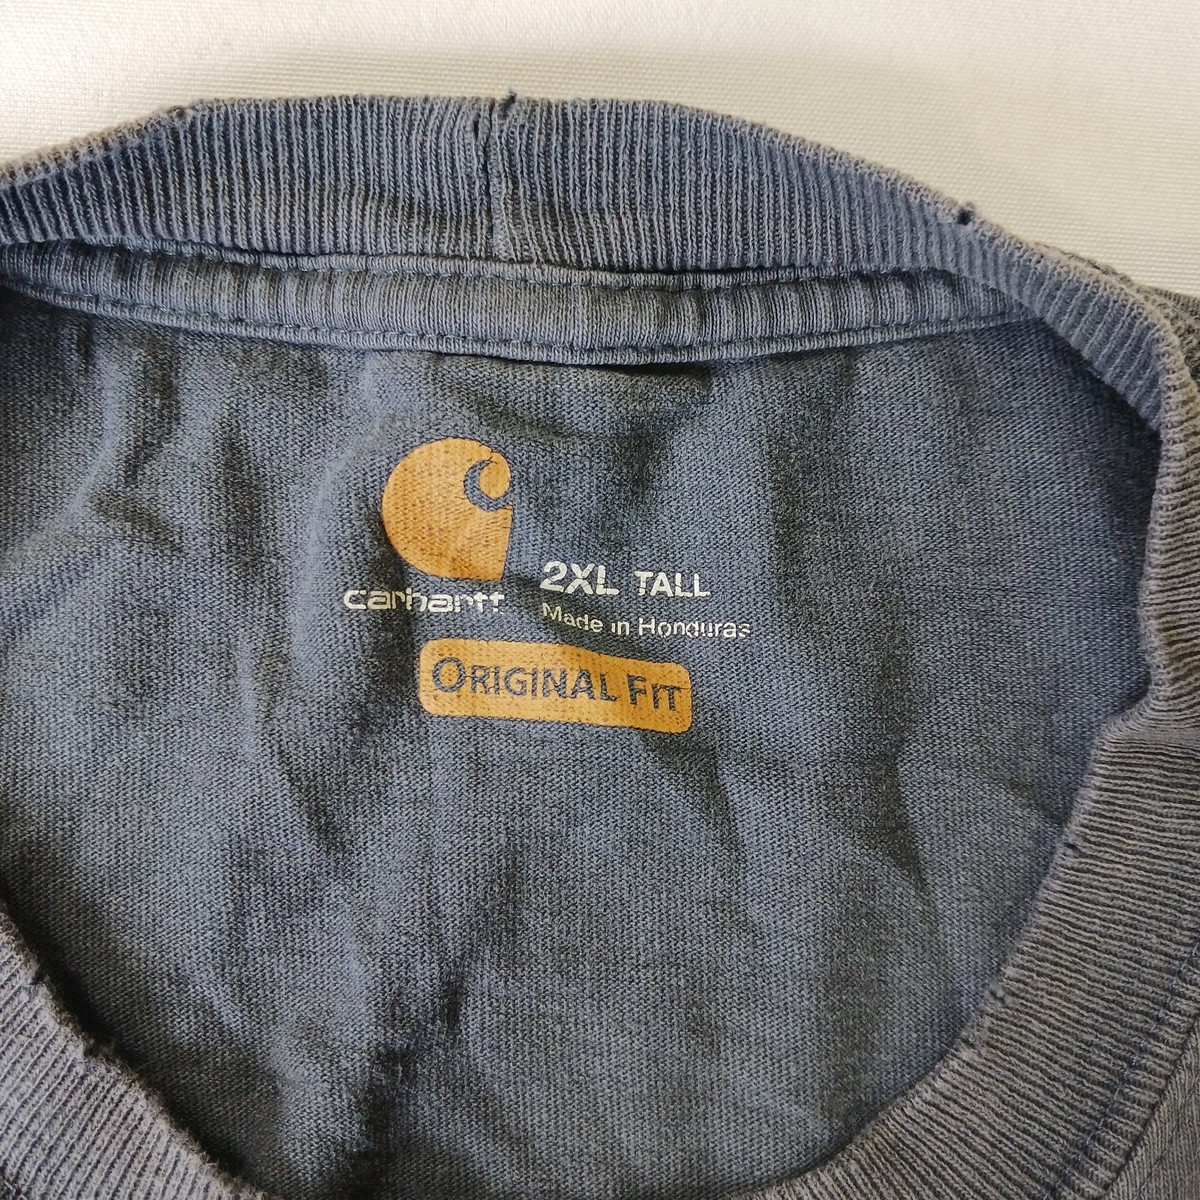 carhartt
2XL TALL
Made in Honduras
ORIGINAL FIT